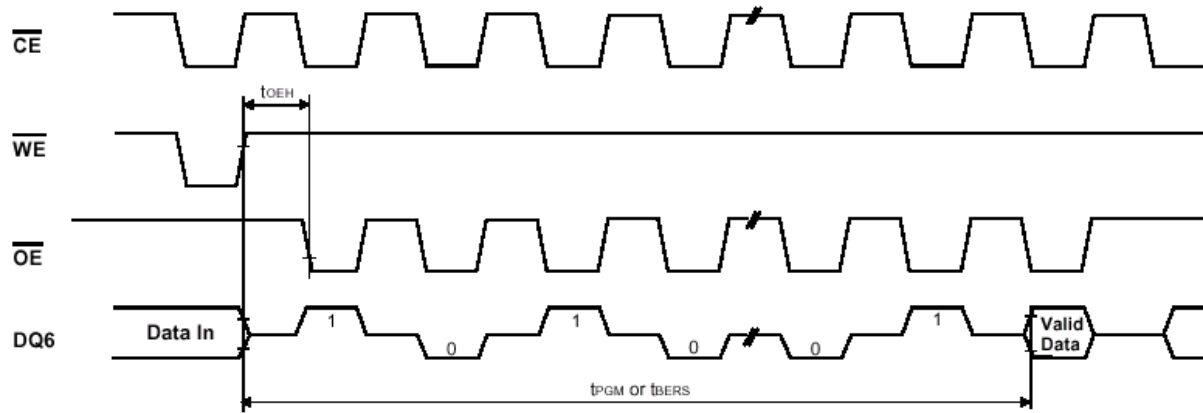 CE
tOEH
WE
OE
DQ6
Data In
1
0
1
0
0
1
Valid
Data
tPGM or tBERS